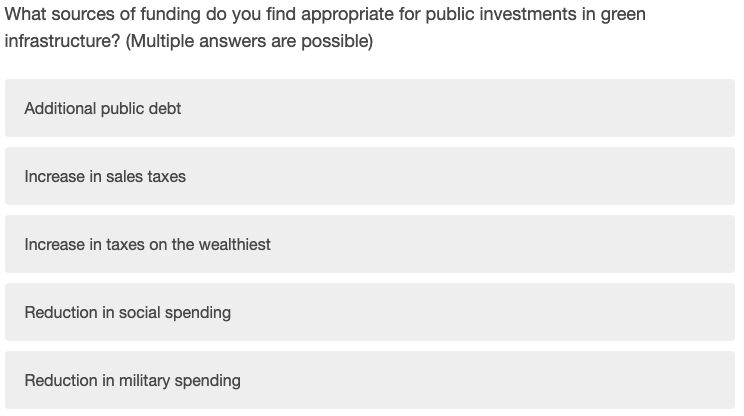 What sources of funding do you find appropriate for public investments in green
infrastructure? (Multiple answers are possible)
Additional public debt
Increase in sales taxes
Increase in taxes on the wealthiest
Reduction in social spending
Reduction in military spending